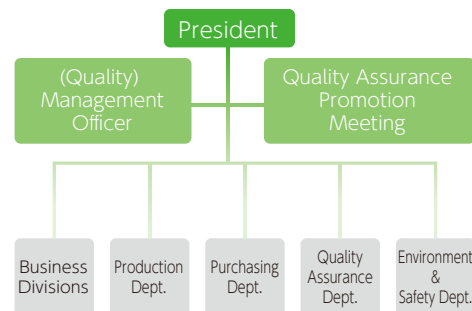 President
(Quality)
Management
Officer
Quality Assurance
Promotion
Meeting
Business
Divisions
Production
Dept.
Purchasing
Dept.
Quality
Assurance
Dept.
Environment
&
Safety Dept.